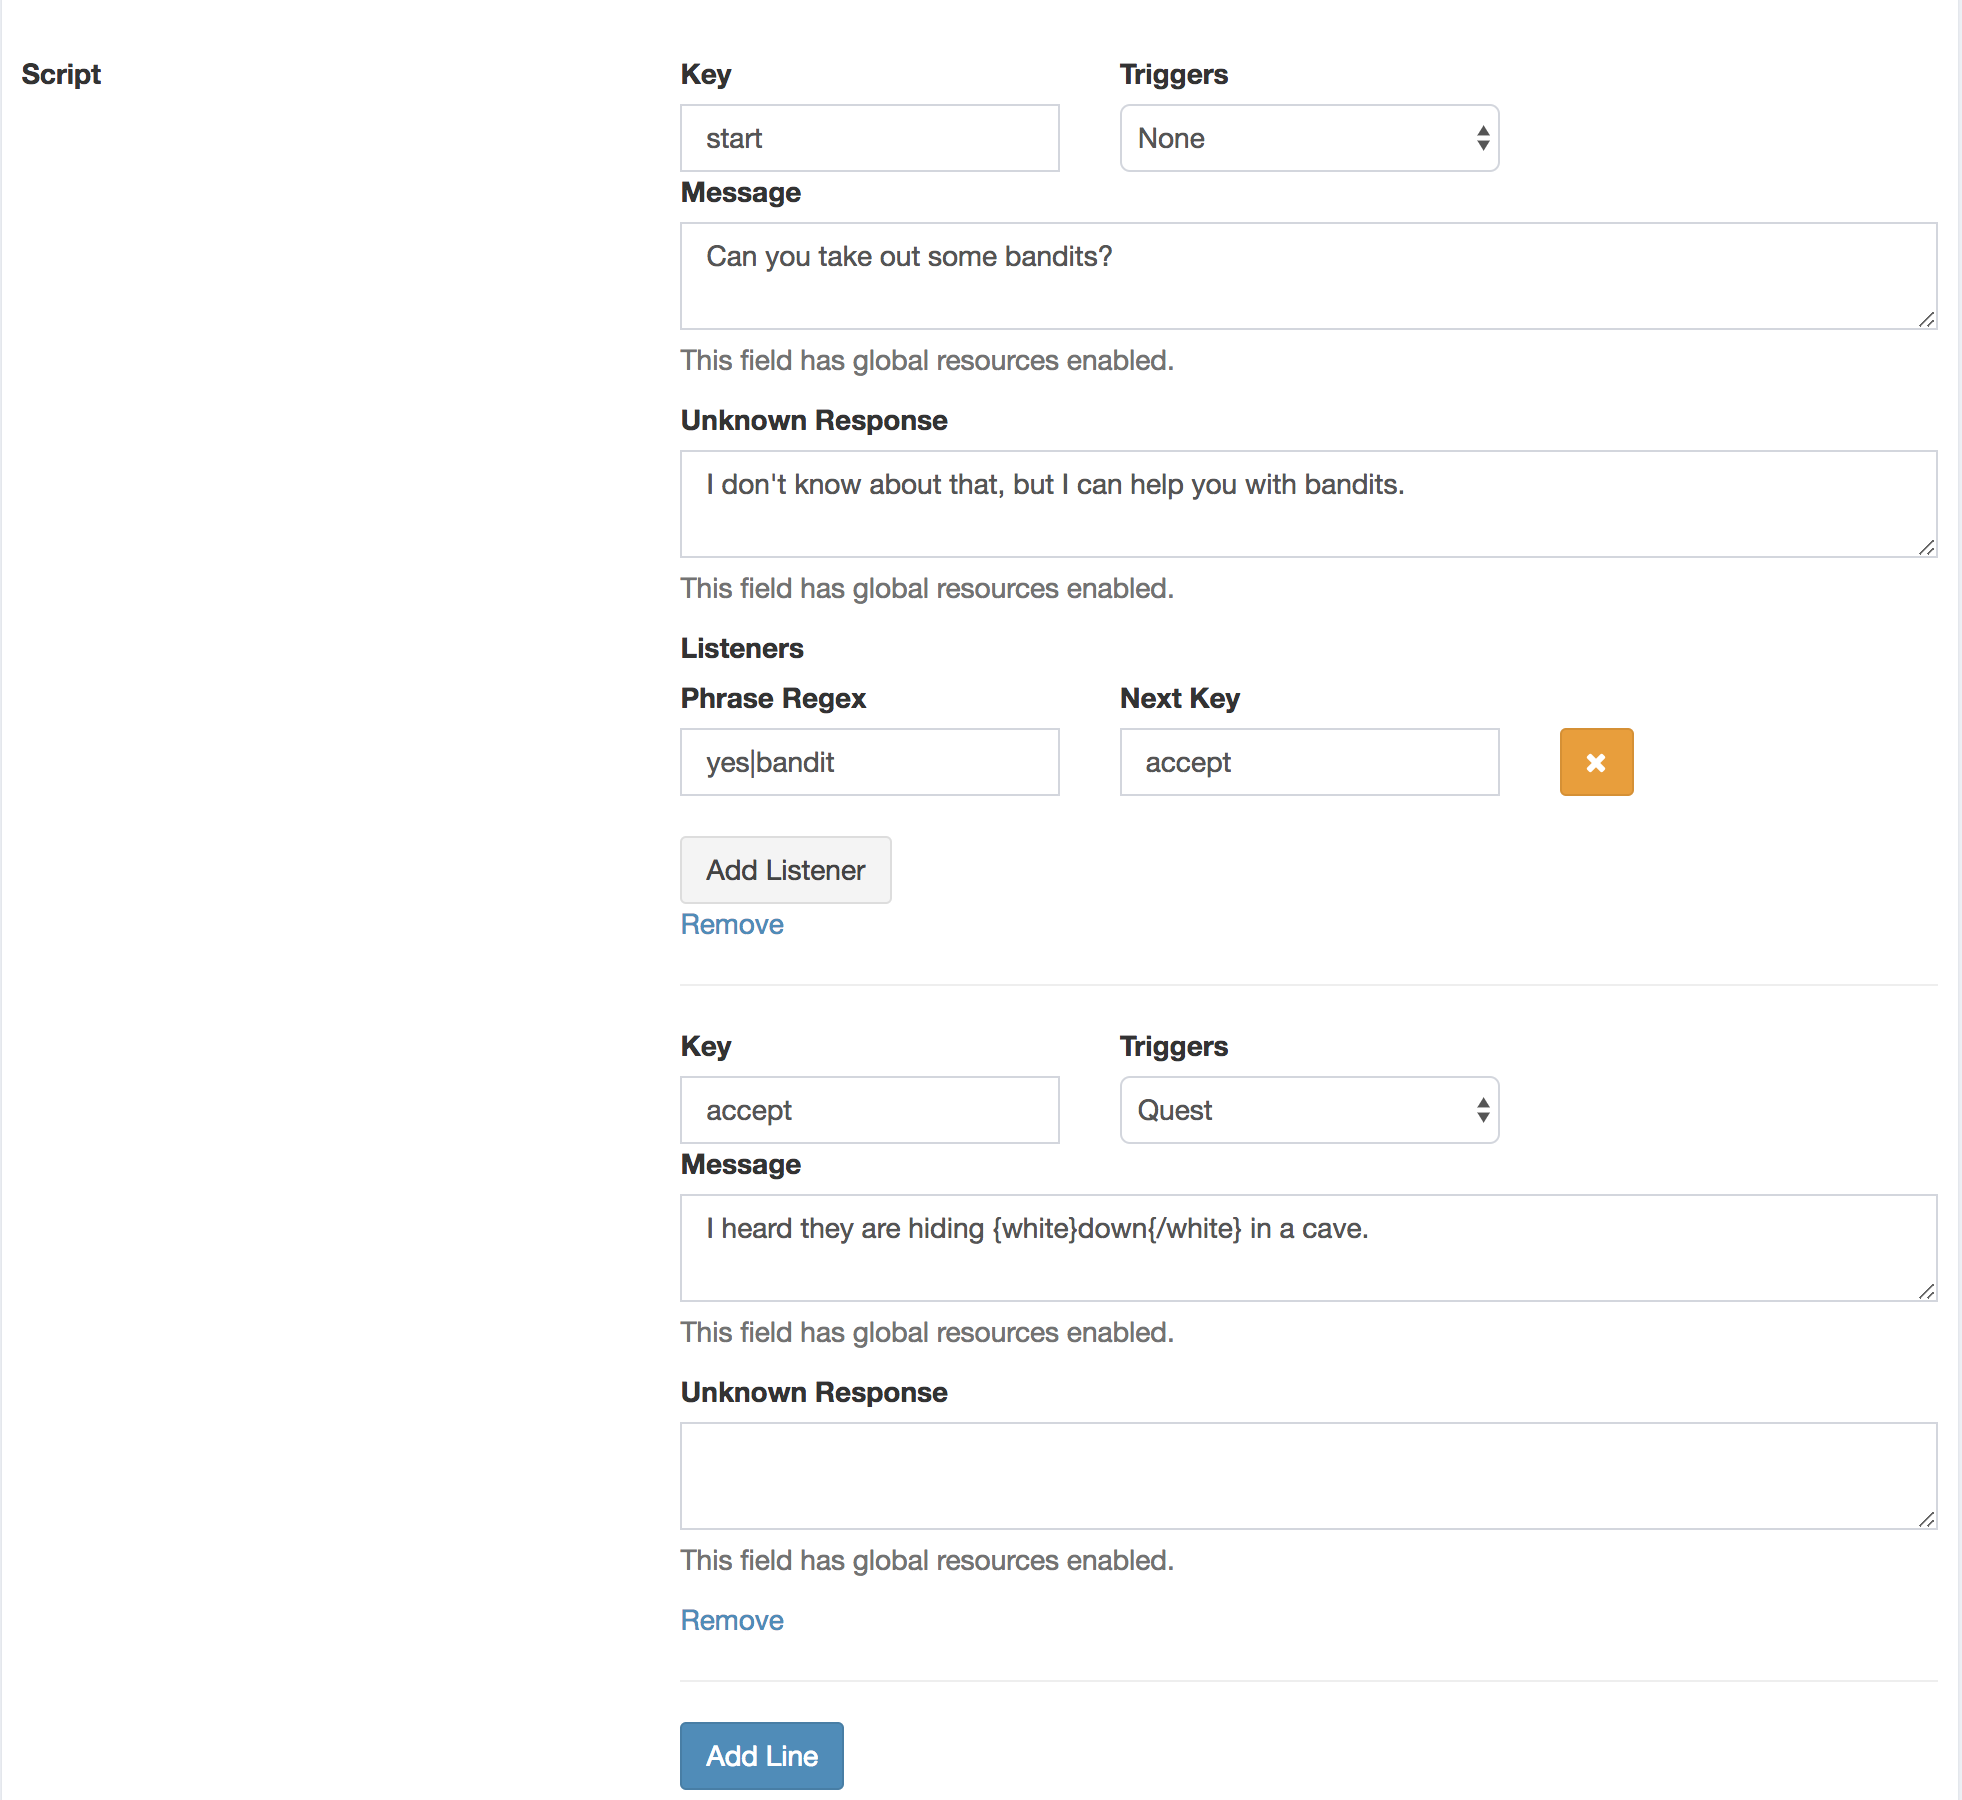 Script
Key Triggers
start None
Message
Can you take out some bandits?
This field has global resources enabled.
Unknown Response
I don't know about that, but I can help you with bandits.
This field has global resources enabled.
Listeners
Phrase Regex Next Key
yes|bandit accept
Add Listener
Remove
Key Triggers
accept Quest
Message
I heard they are hiding {white}down{/white} in a cave.
This field has global resources enabled.
Unknown Response
This field has global resources enabled.
Remove
Add Line